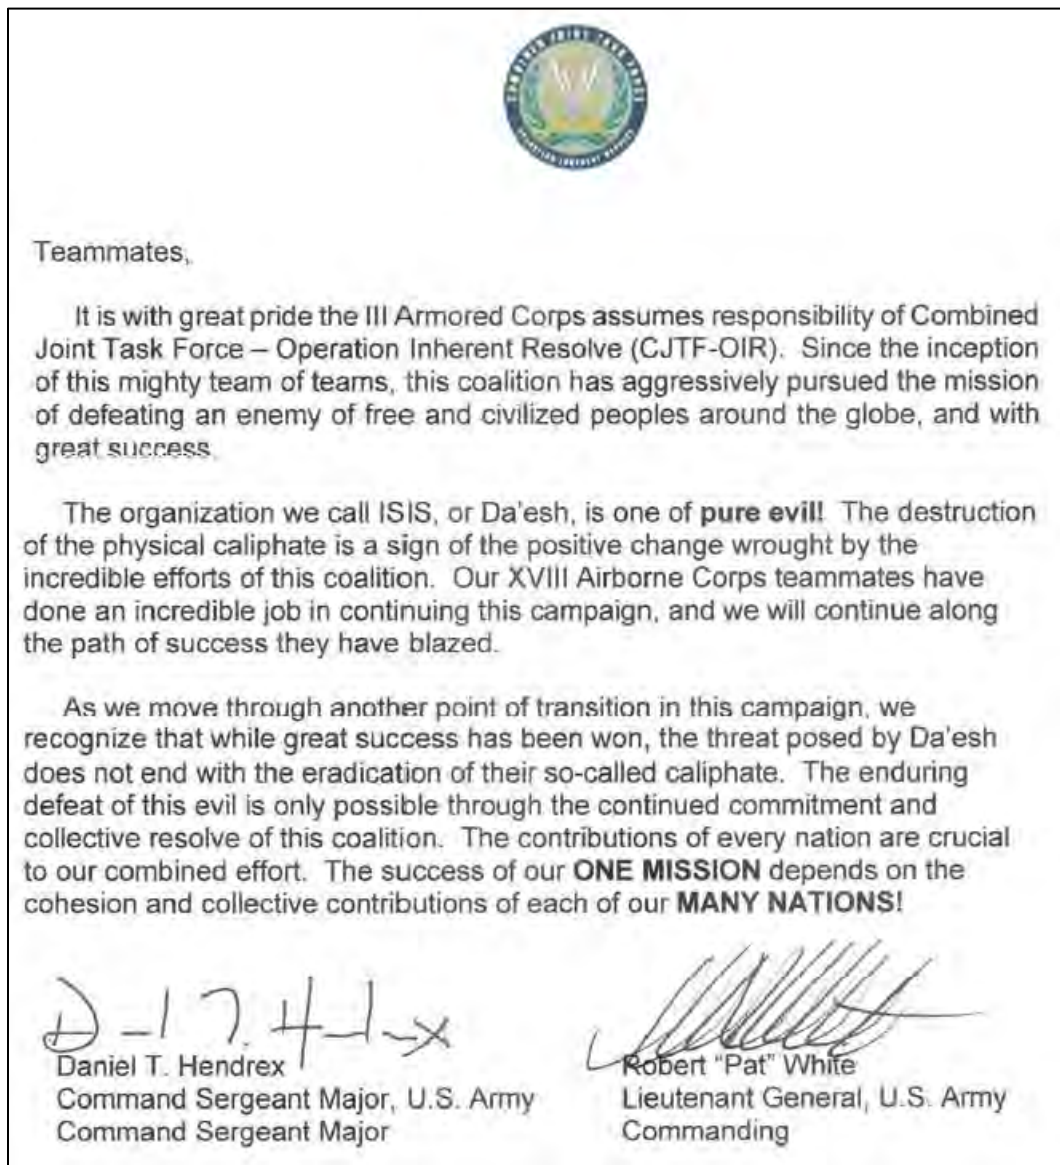 COMBINED JOINT TASK FORCE
OPERATION INHERENT RESOLVE
Teammates,
It is with great pride the III Armored Corps assumes responsibility of Combined
Joint Task Force – Operation Inherent Resolve (CJTF-OIR).  Since the inception
of this mighty team of teams, this coalition has aggressively pursued the mission
of defeating an enemy of free and civilized peoples around the globe, and with
great success.
The organization we call ISIS, or Da'esh, is one of pure evil!  The destruction
of the physical caliphate is a sign of the positive change wrought by the
incredible efforts of this coalition.  Our XVIII Airborne Corps teammates have
done an incredible job in continuing this campaign, and we will continue along
the path of success they have blazed.
As we move through another point of transition in this campaign, we
recognize that while great success has been won, the threat posed by Da'esh
does not end with the eradication of their so-called caliphate.  The enduring
defeat of this evil is only possible through the continued commitment and
collective resolve of this coalition.  The contributions of every nation are crucial
to our combined effort.  The success of our ONE MISSION depends on the
cohesion and collective contributions of each of our MANY NATIONS!
Daniel T. Hendrex
Command Sergeant Major, U.S. Army
Command Sergeant Major
Robert "Pat" White
Lieutenant General, U.S. Army
Commanding